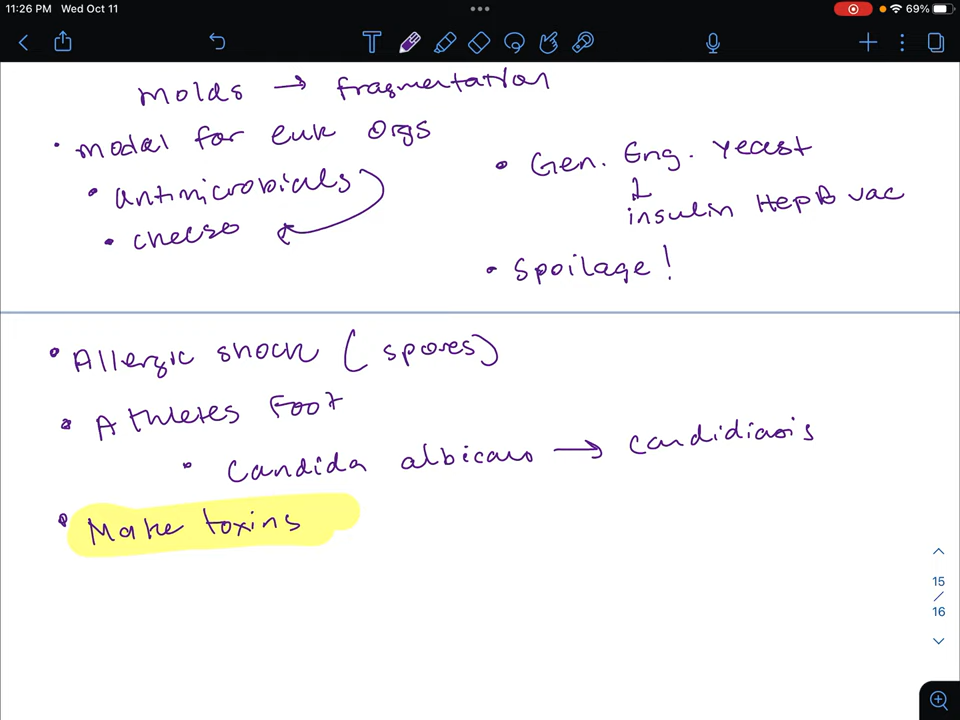 11:26 PM Wed Oct 11
69%
molds → fragmentation
• modal for euk orgs
• antimicrobials
• cheese
• Gen. Eng. yeast
↓
insulin HepB vac
• Spoilage!
• Allergic shock (spores)
• Athletes Foot
• Candida albicans → candidiasis
• Make toxins
15
/
16